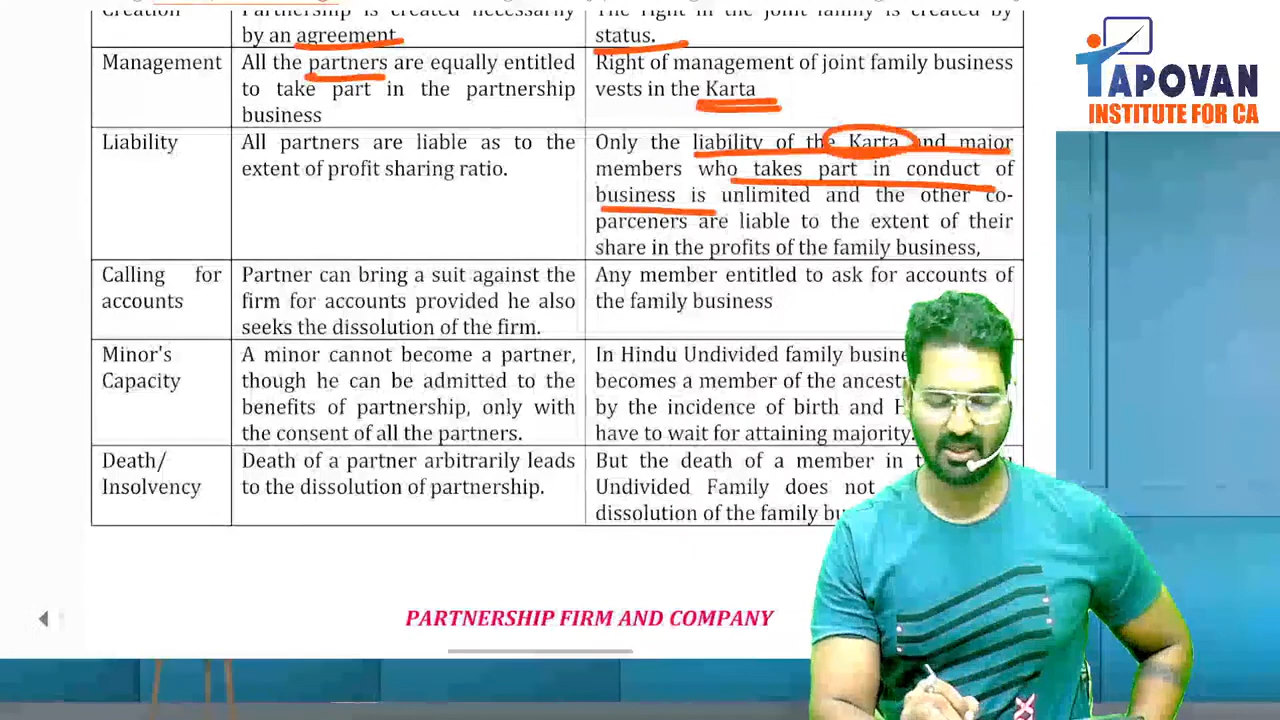 Creation
Partnership is created necessarily
by an agreement
The right in the joint family is created by
status.
Management
All the partners are equally entitled
to take part in the partnership
business
Right of management of joint family business
vests in the Karta
Liability
All partners are liable as to the
extent of profit sharing ratio.
Only the liability of the Karta and major
members who takes part in conduct of
business is unlimited and the other co-
parceners are liable to the extent of their
share in the profits of the family business,
Calling for
accounts
Partner can bring a suit against the
firm for accounts provided he also
seeks the dissolution of the firm.
Any member entitled to ask for accounts of
the family business
Minor's
Capacity
A minor cannot become a partner,
though he can be admitted to the
benefits of partnership, only with
the consent of all the partners.
In Hindu Undivided family
becomes a member of the
by the incidence of birth and
have to wait for attaining majority.
Death/
Insolvency
Death of a partner arbitrarily leads
to the dissolution of partnership.
But the death of a member in
Undivided Family does not
dissolution of the family
PARTNERSHIP FIRM AND COMPANY
TAPOVAN
INSTITUTE FOR CA